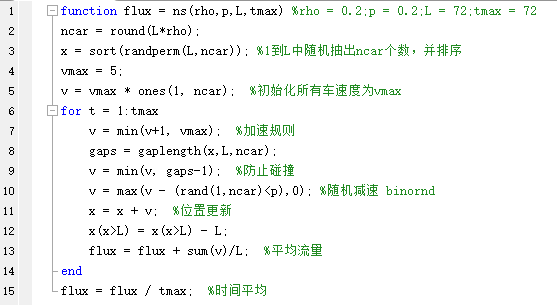 1 function flux = ns(rho,p,L,tmax) %rho = 0.2;p = 0.2;L = 72;tmax = 72
2 ncar = round(L*rho);
3 x = sort(randperm(L,ncar)); %1到L中随机抽出ncar个数，并排序
4 vmax = 5;
5 v = vmax * ones(1, ncar); %初始化所有车速度为vmax
6 for t = 1:tmax
7 v = min(v+1, vmax); %加速规则
8 gaps = gaplength(x,L,ncar);
9 v = min(v, gaps-1); %防止碰撞
10 v = max(v - (rand(1,ncar)<p),0); %随机减速 binornd
11 x = x + v; %位置更新
12 x(x>L) = x(x>L) - L;
13 flux = flux + sum(v)/L; %平均流量
14 end
15 flux = flux / tmax; %时间平均